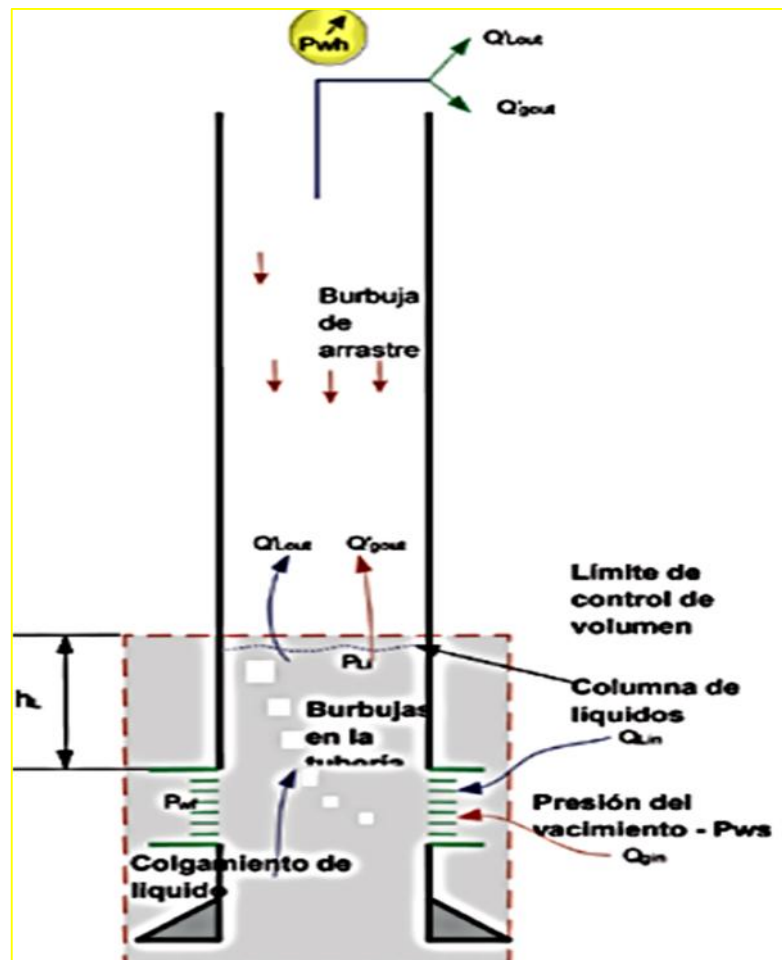 Pwh
Q'Lout
Q'gout
Burbuja
de
arrastre
Q'Lout
Q'gout
Límite de
control de
volumen
PLi
hL
Columna de
líquidos
QLin
Burbujas
en la
tubería
Pwf
Presión del
yacimiento - Pws
Qgin
Colgamiento de
líquido